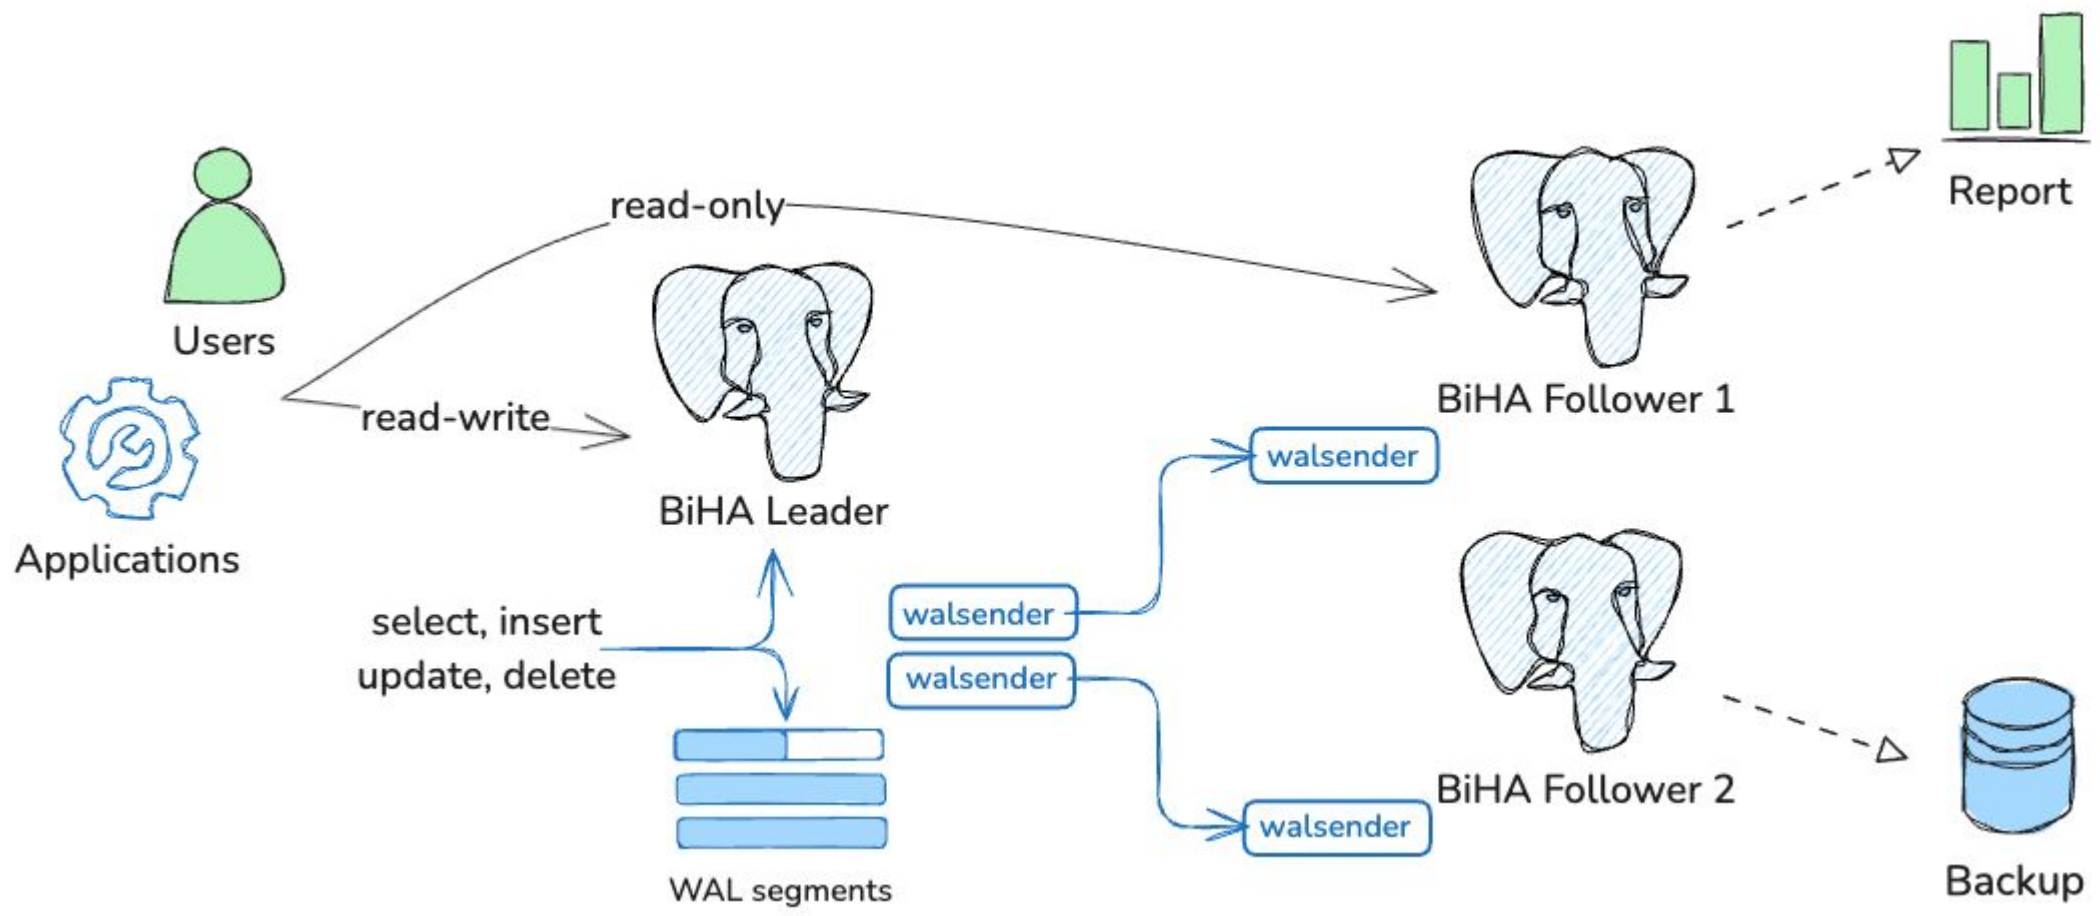 Users
Applications
read-only
read-write
BiHA Leader
select, insert
update, delete
WAL segments
walsender
walsender
walsender
walsender
BiHA Follower 1
BiHA Follower 2
Report
Backup